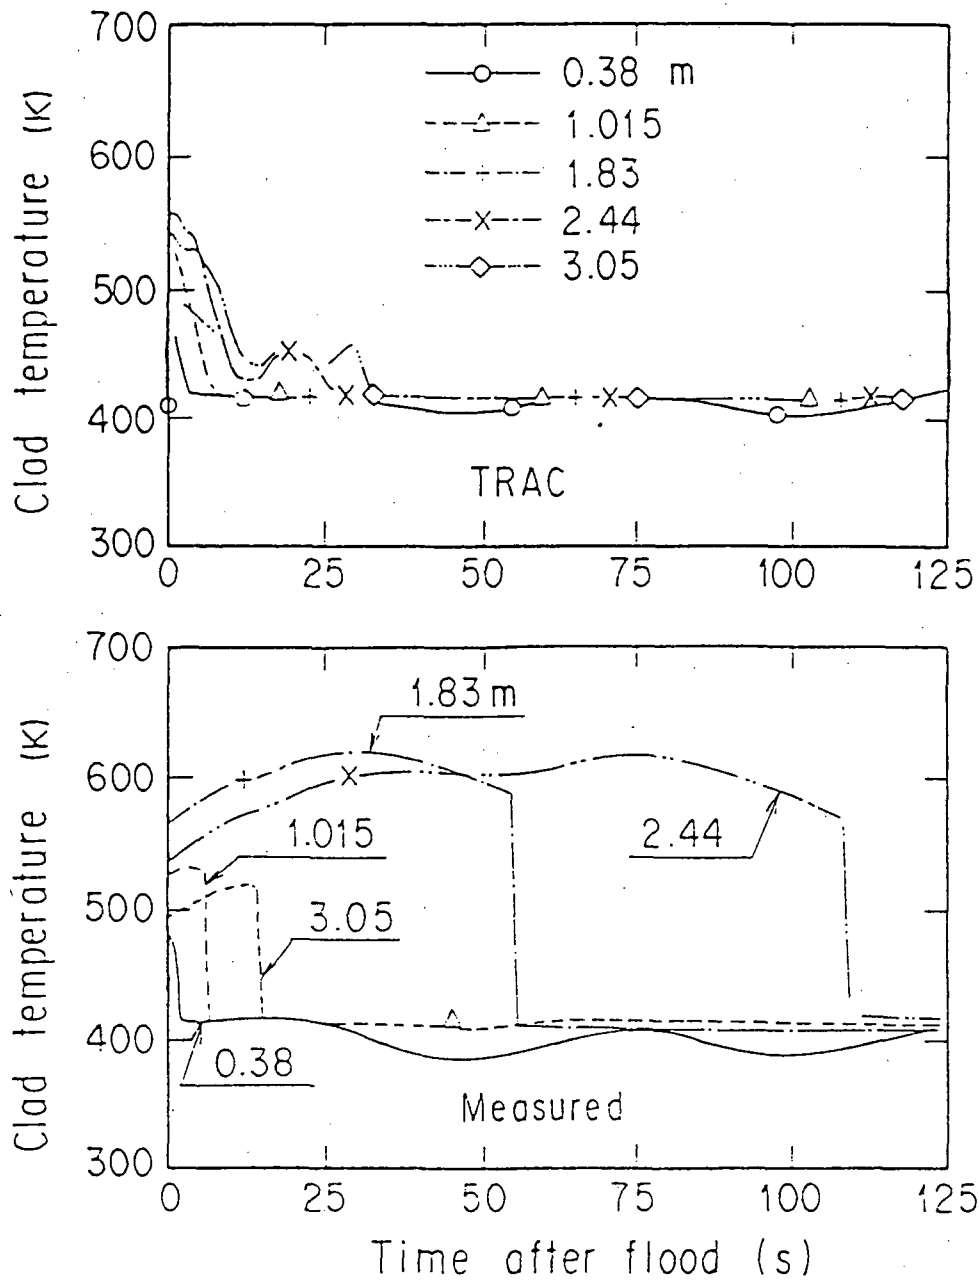 700
600
500
400
300
Clad temperature (K)
0.38 m
1.015
1.83
2.44
3.05
TRAC
0 25 50 75 100 125
700
600
500
400
300
Clad temperature (K)
1.83 m
1.015
2.44
3.05
0.38
Measured
0 25 50 75 100 125
Time after flood (s)